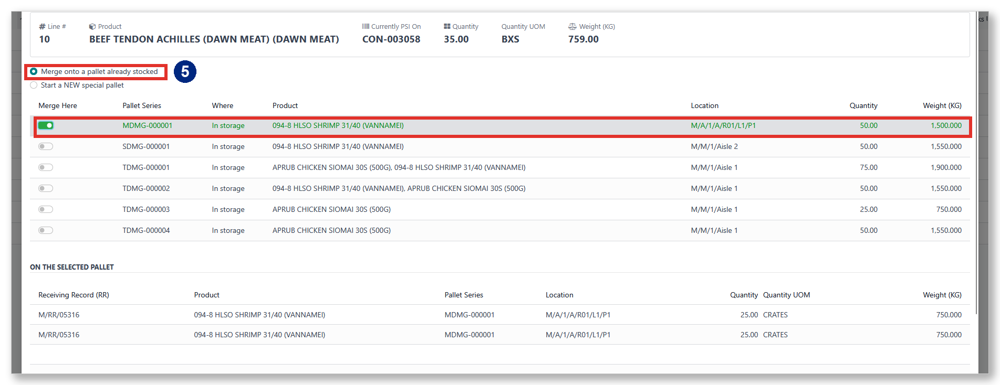 Line # Product Currently PSI On Quantity Quantity UOM Weight (KG)
10 BEEF TENDON ACHILLES (DAWN MEAT) (DAWN MEAT) CON-003058 35.00 BXS 759.00
Merge onto a pallet already stocked 5
Start a NEW special pallet
Merge Here Pallet Series Where Product Location Quantity Weight (KG)
MDMG-000001 In storage 094-8 HLSO SHRIMP 31/40 (VANNAMEI) M/A/1/A/R01/L1/P1 50.00 1,500.000
SDMG-000001 In storage 094-8 HLSO SHRIMP 31/40 (VANNAMEI) M/M/1/Aisle 2 50.00 1,550.000
TDMG-000001 In storage APRUB CHICKEN SIOMAI 30S (500G), 094-8 HLSO SHRIMP 31/40 (VANNAMEI) M/M/1/Aisle 1 75.00 1,900.000
TDMG-000002 In storage 094-8 HLSO SHRIMP 31/40 (VANNAMEI), APRUB CHICKEN SIOMAI 30S (500G) M/M/1/Aisle 1 50.00 1,550.000
TDMG-000003 In storage APRUB CHICKEN SIOMAI 30S (500G) M/M/1/Aisle 1 25.00 750.000
TDMG-000004 In storage APRUB CHICKEN SIOMAI 30S (500G) M/M/1/Aisle 1 50.00 1,550.000
ON THE SELECTED PALLET
Receiving Record (RR) Product Pallet Series Location Quantity Quantity UOM Weight (KG)
M/RR/05316 094-8 HLSO SHRIMP 31/40 (VANNAMEI) MDMG-000001 M/A/1/A/R01/L1/P1 25.00 CRATES 750.000
M/RR/05316 094-8 HLSO SHRIMP 31/40 (VANNAMEI) MDMG-000001 M/A/1/A/R01/L1/P1 25.00 CRATES 750.000